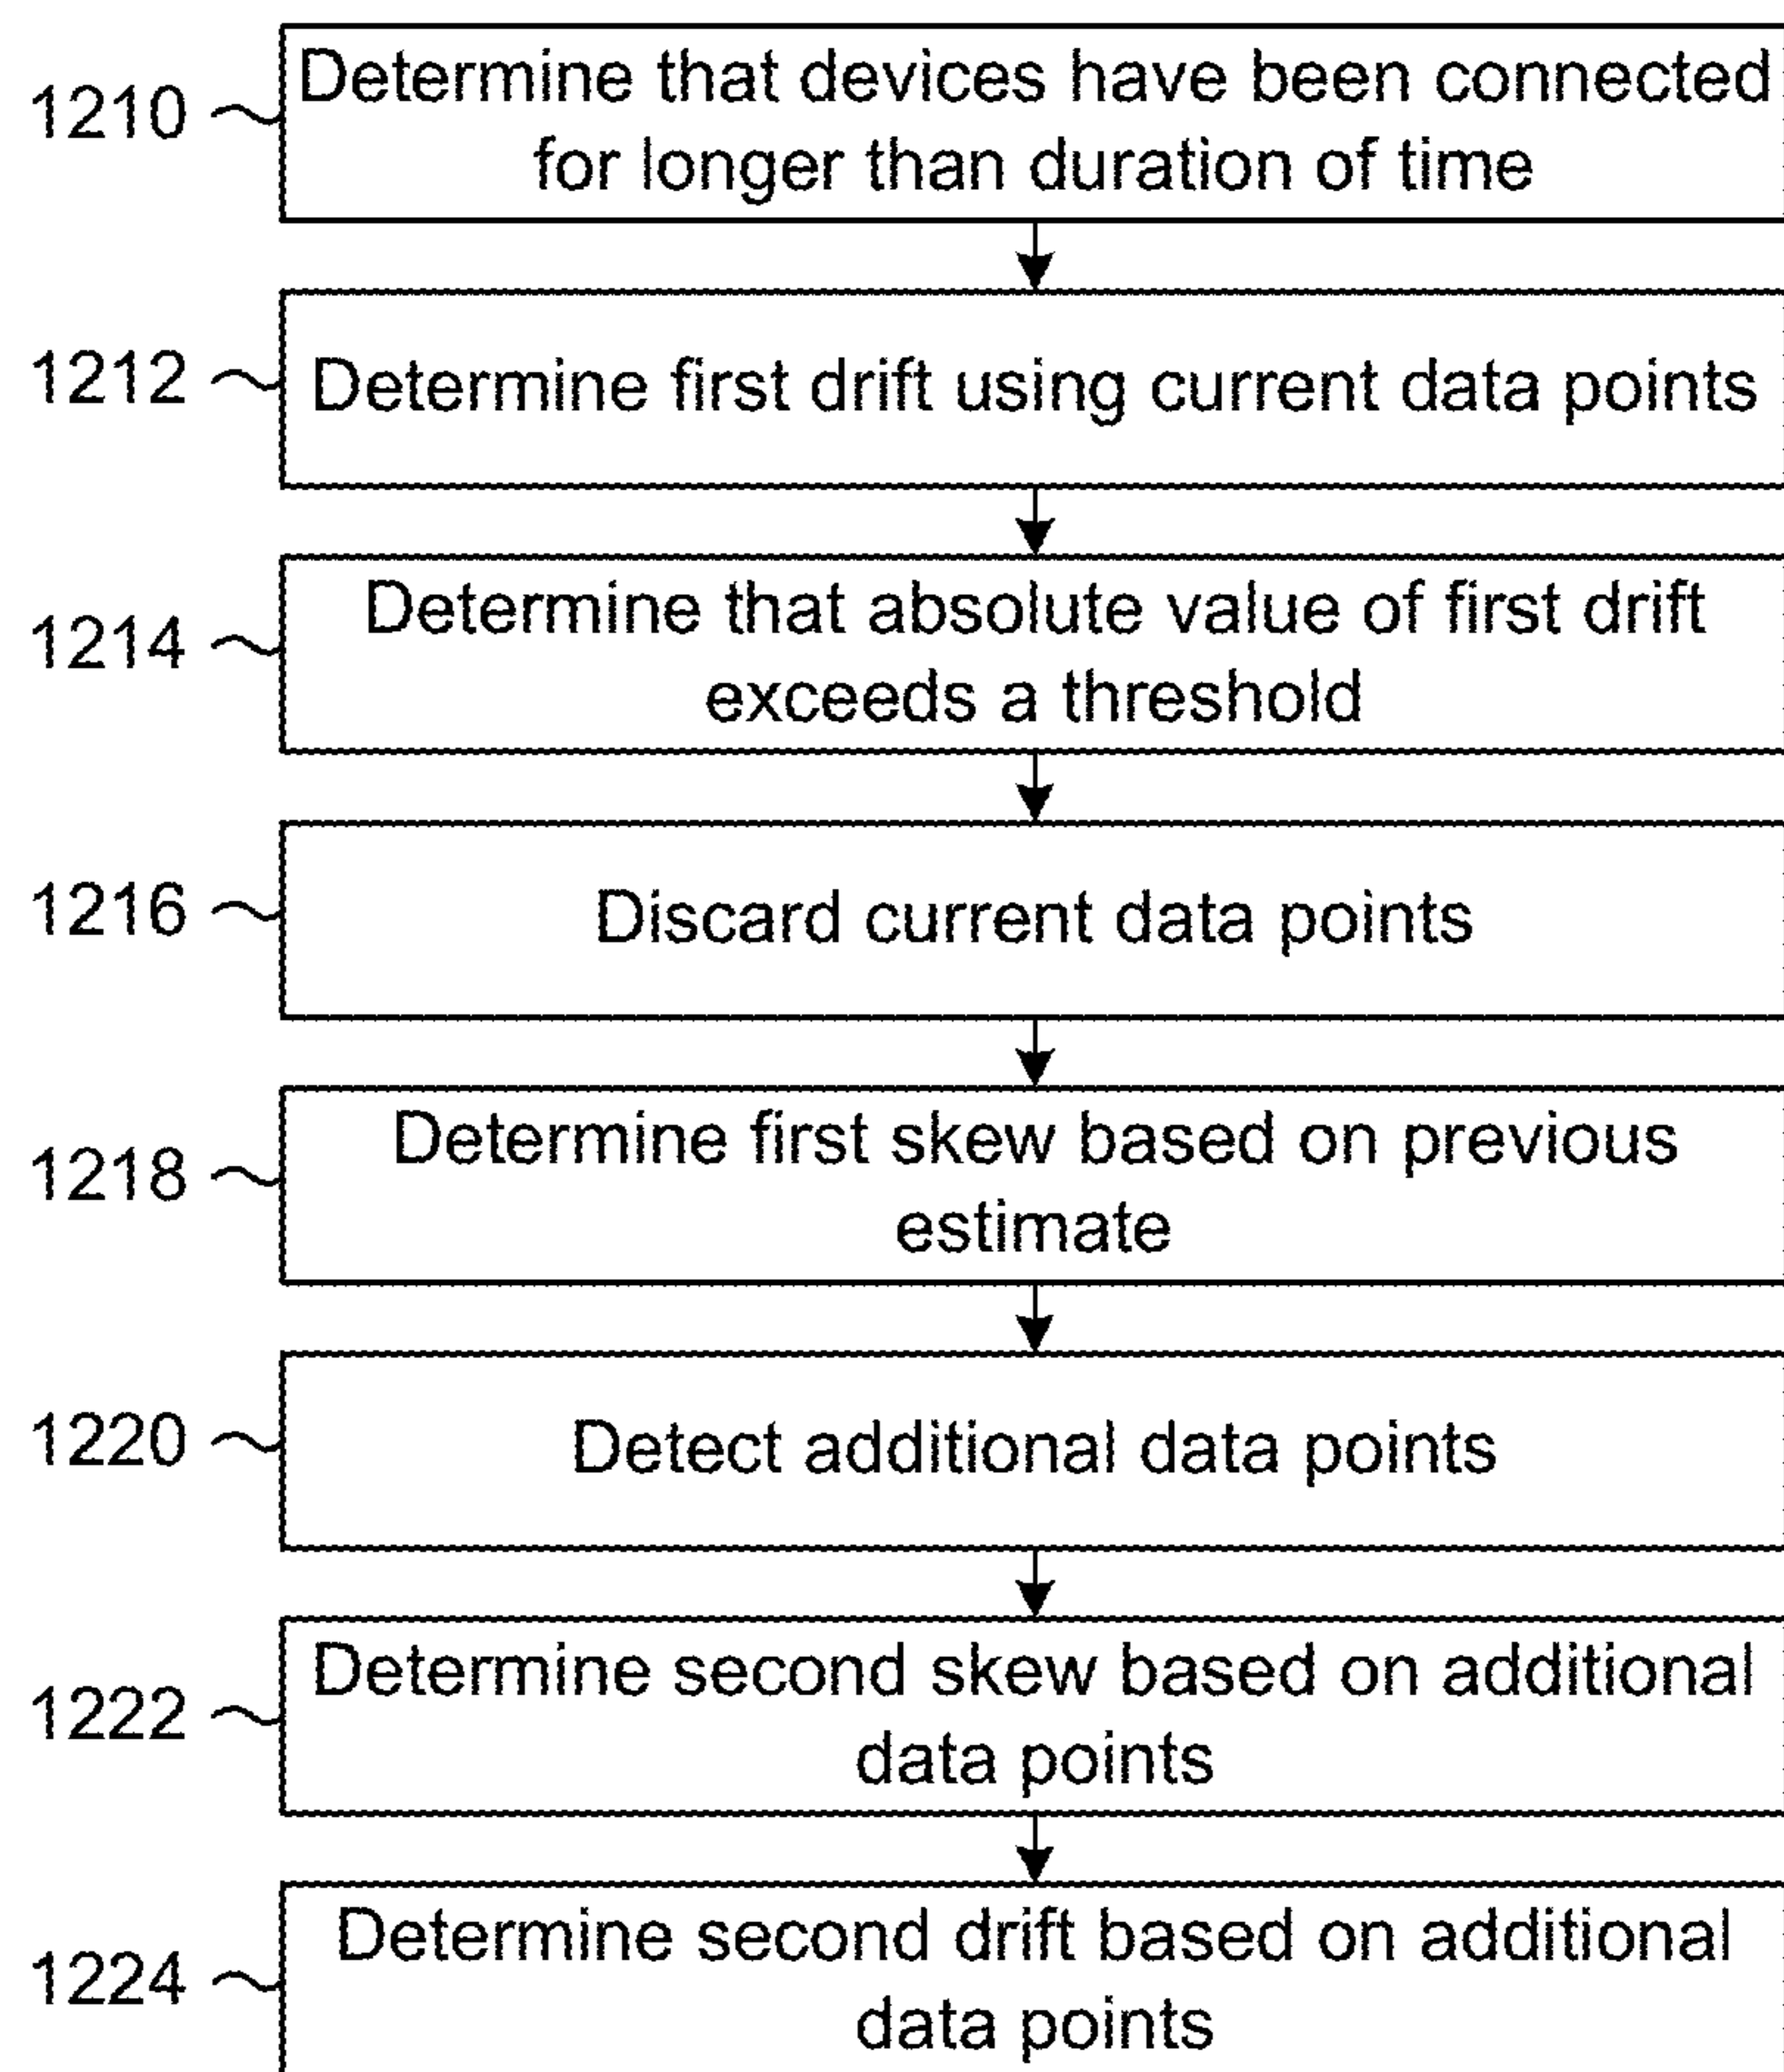 1210
Determine that devices have been connected
for longer than duration of time
1212
Determine first drift using current data points
1214
Determine that absolute value of first drift
exceeds a threshold
1216
Discard current data points
1218
Determine first skew based on previous
estimate
1220
Detect additional data points
1222
Determine second skew based on additional
data points
1224
Determine second drift based on additional
data points